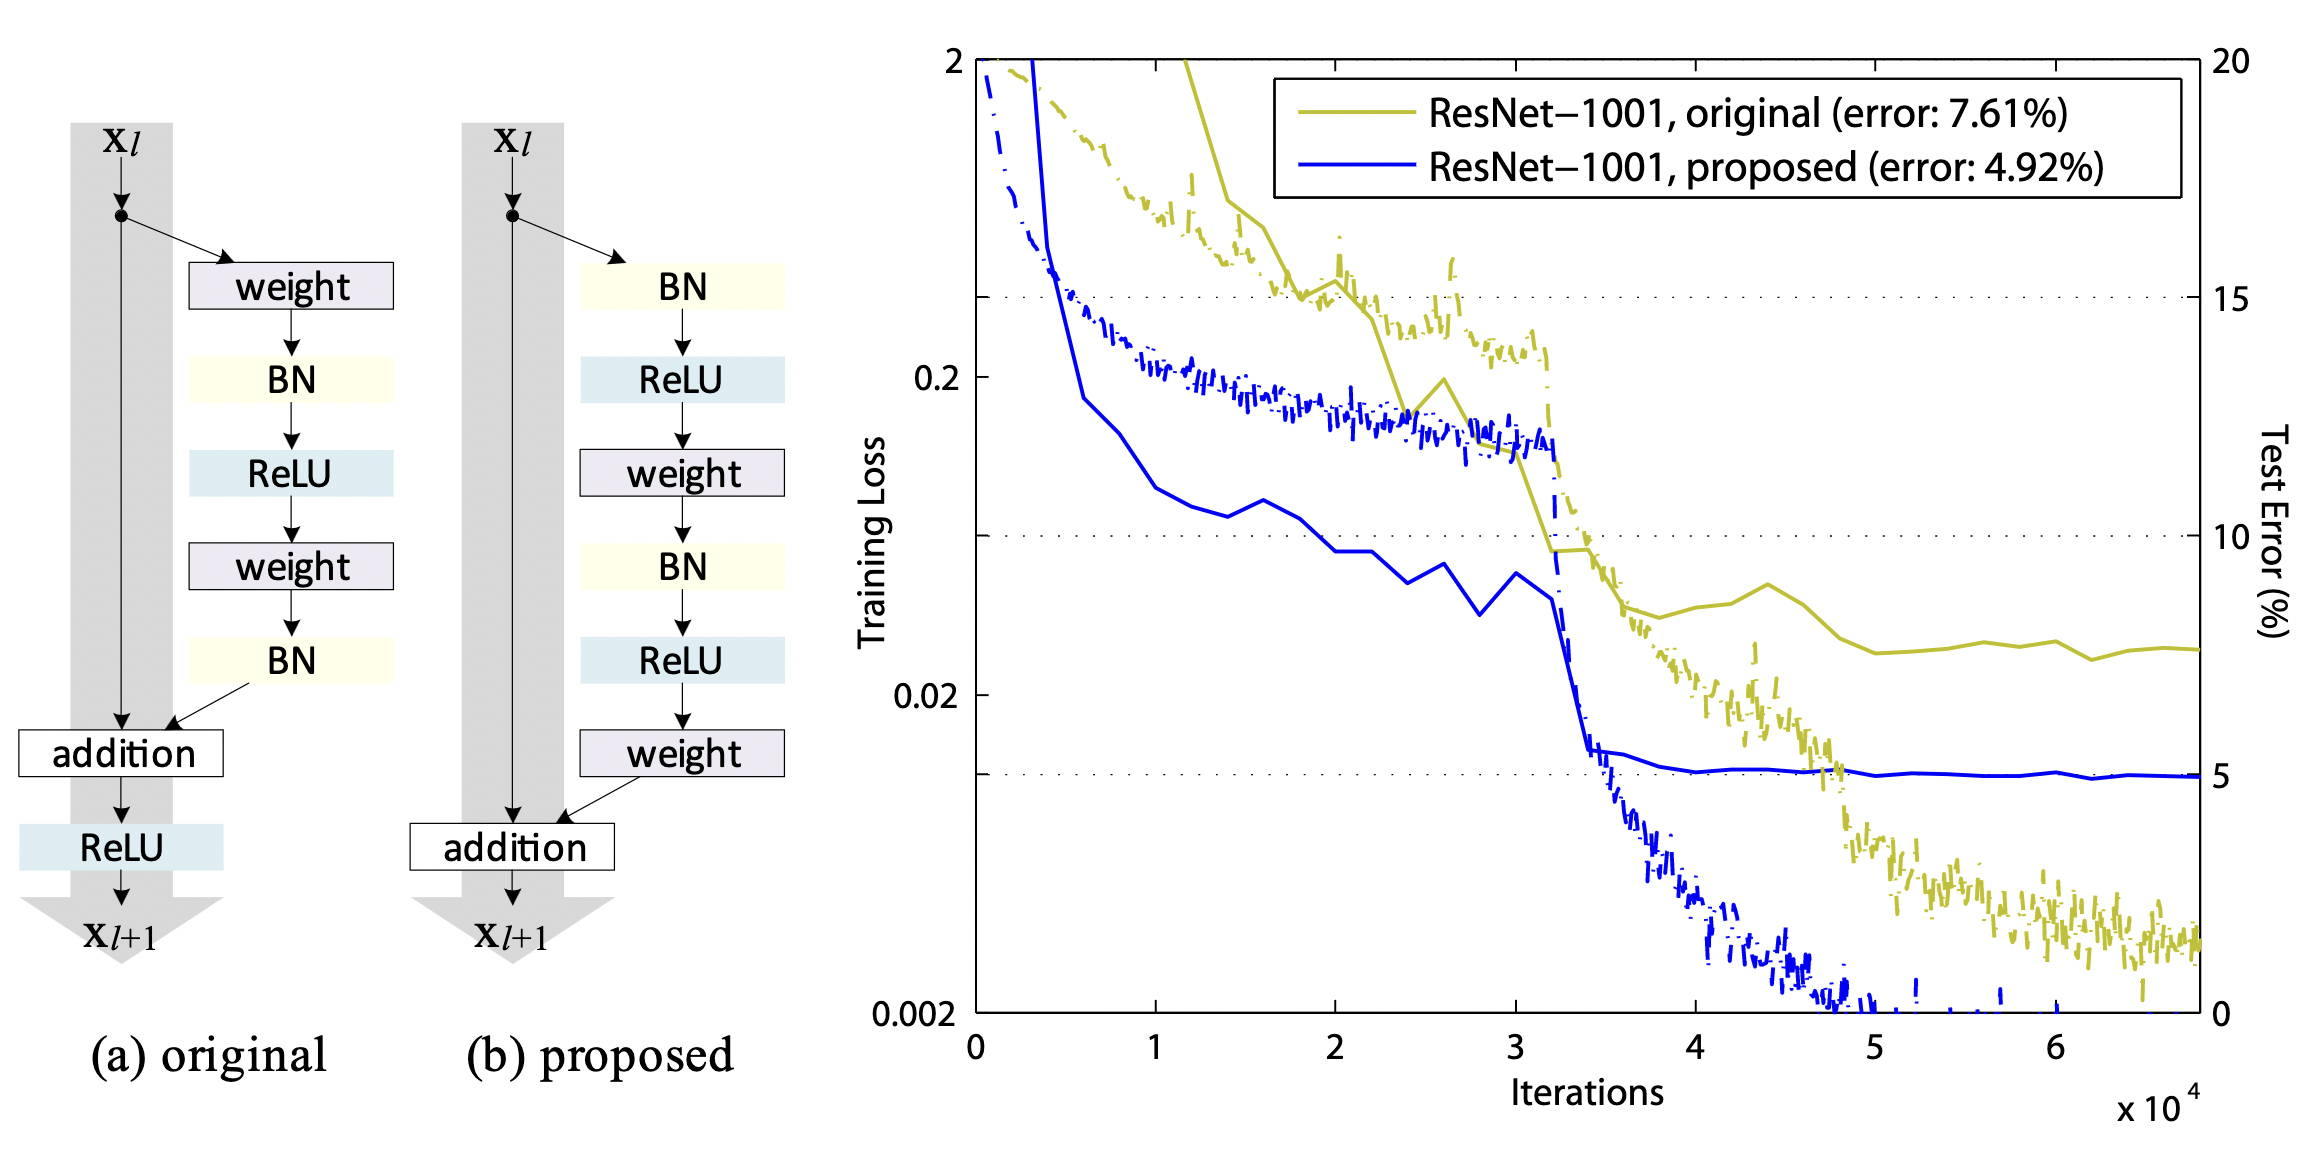 x_l
weight
BN
ReLU
weight
BN
addition
ReLU
x_{l+1}
(a) original
x_l
BN
ReLU
weight
BN
ReLU
weight
addition
x_{l+1}
(b) proposed
ResNet−1001, original (error: 7.61%)
ResNet−1001, proposed (error: 4.92%)
Training Loss
2
0.2
0.02
0.002
Test Error (%)
20
15
10
5
0
0 1 2 3 4 5 6
Iterations
x 10^4